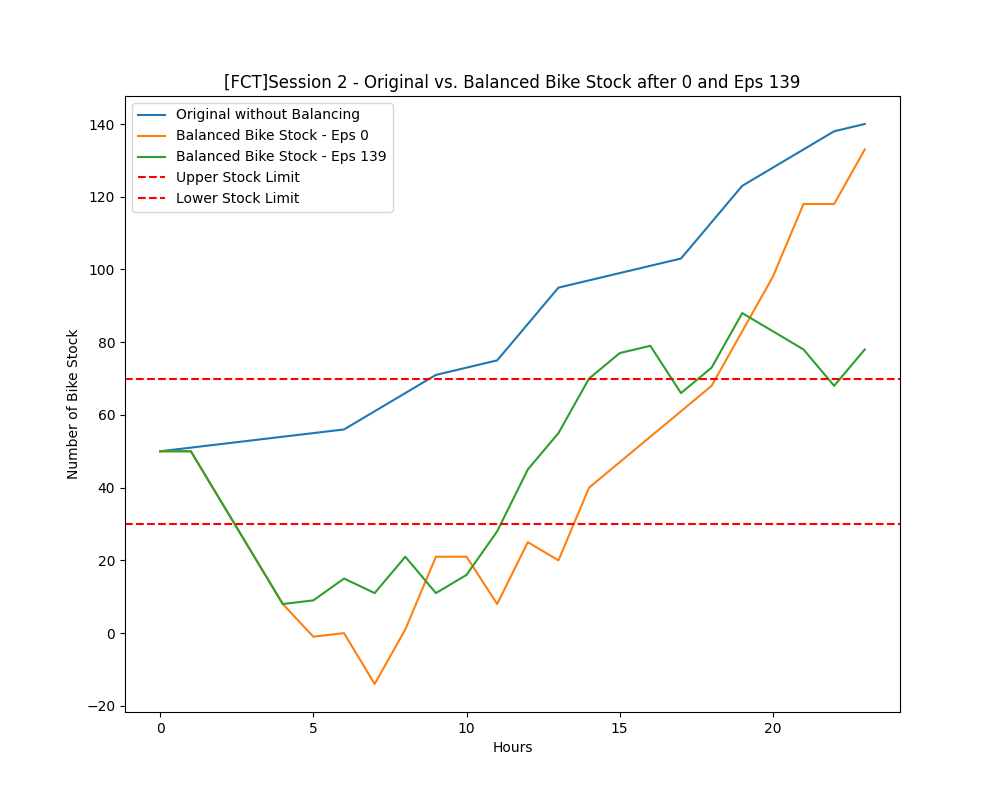 [FCT]Session 2 - Original vs. Balanced Bike Stock after 0 and Eps 139
Original without Balancing
Balanced Bike Stock - Eps 0
Balanced Bike Stock - Eps 139
Upper Stock Limit
Lower Stock Limit
140
120
100
80
60
40
20
0
−20
Number of Bike Stock
0 5 10 15 20
Hours